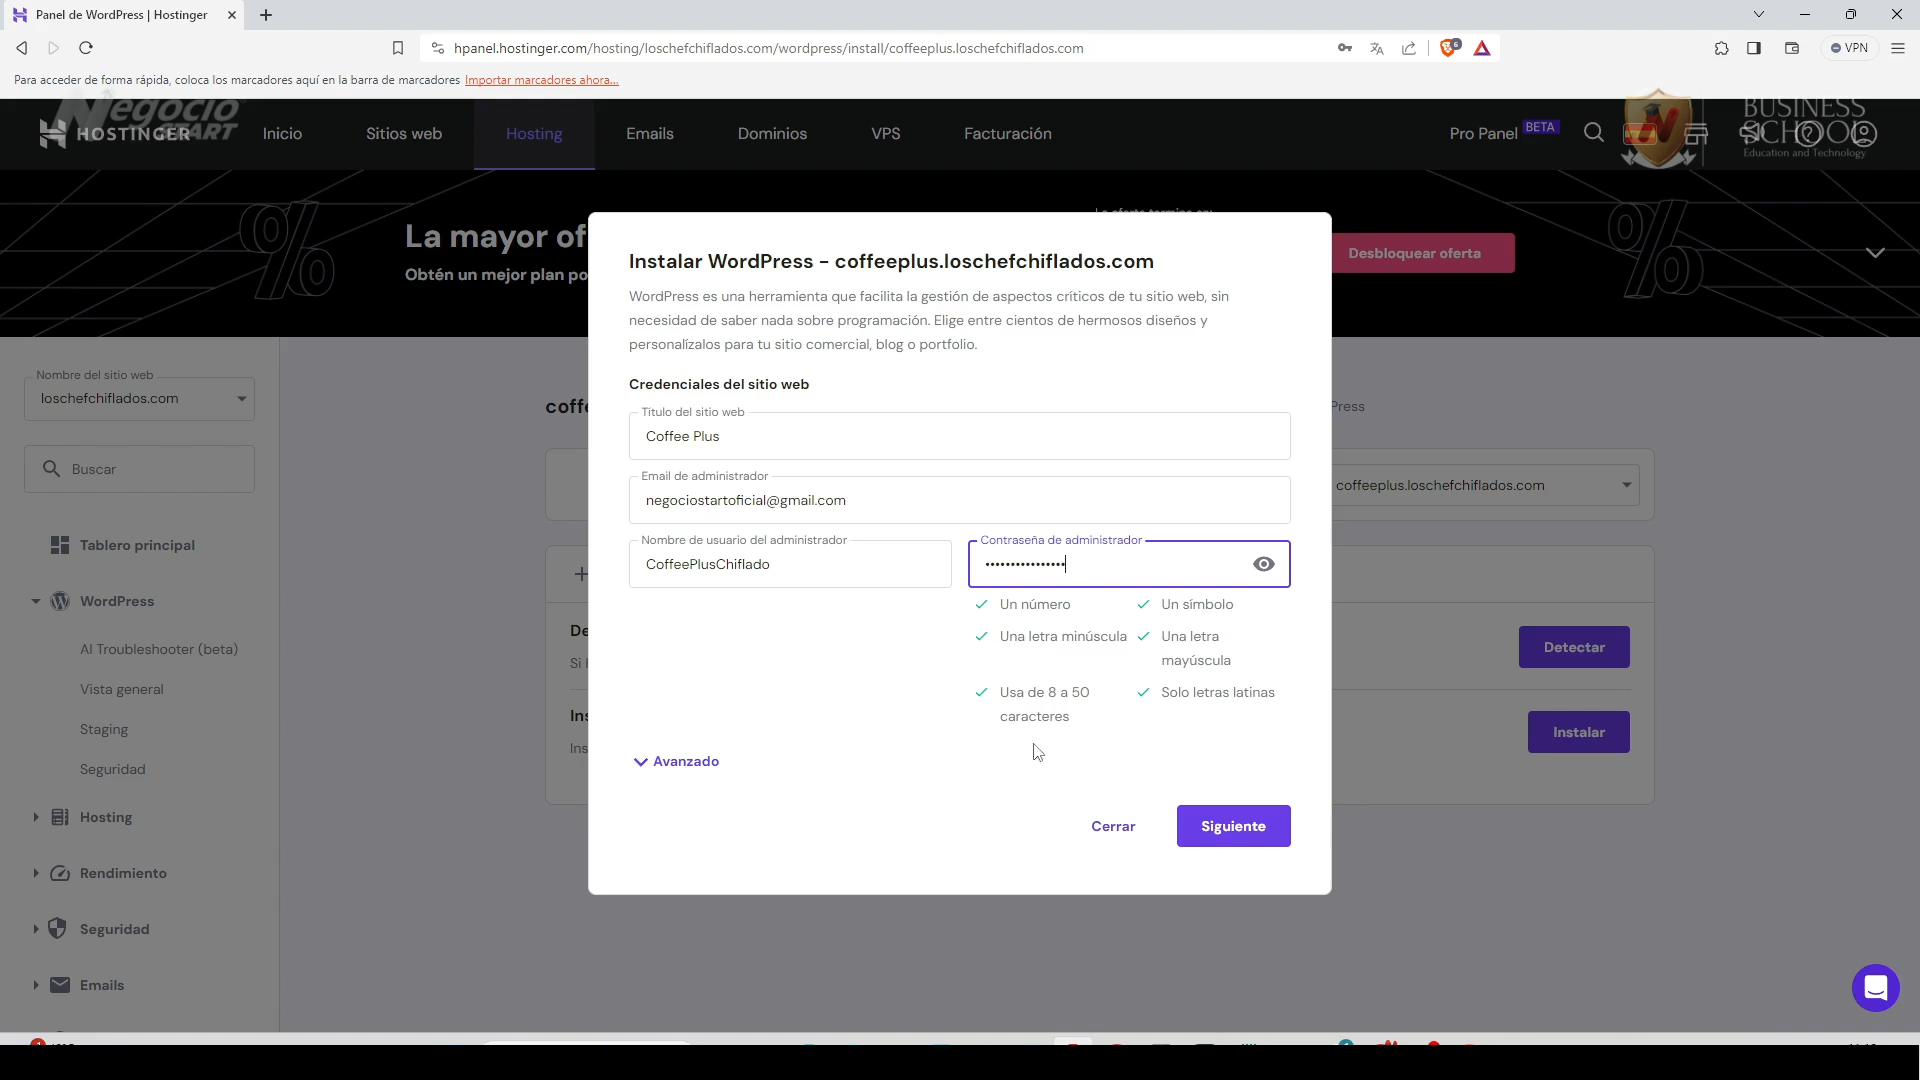 Panel de WordPress | Hostinger
hpanel.hostinger.com/hosting/loschefchiflados.com/wordpress/install/coffeeplus.loschefchiflados.com
6
VPN
Para acceder de forma rápida, coloca los marcadores aquí en la barra de marcadores Importar marcadores ahora...
Negocio
START
HOSTINGER
Inicio
Sitios web
Hosting
Emails
Dominios
VPS
Facturación
Pro Panel BETA
BUSINESS
SCHOOL
Education and Technology
La mayor of
Obtén un mejor plan po
Desbloquear oferta
Nombre del sitio web
loschefchiflados.com
Buscar
Tablero principal
WordPress
AI Troubleshooter (beta)
Vista general
Staging
Seguridad
Hosting
Rendimiento
Seguridad
Emails
coffe
Press
coffeeplus.loschefchiflados.com
De
Si
Detectar
Ins
Ins
Instalar
Instalar WordPress - coffeeplus.loschefchiflados.com
WordPress es una herramienta que facilita la gestión de aspectos críticos de tu sitio web, sin
necesidad de saber nada sobre programación. Elige entre cientos de hermosos diseños y
personalízalos para tu sitio comercial, blog o portfolio.
Credenciales del sitio web
Título del sitio web
Coffee Plus
Email de administrador
negociostartoficial@gmail.com
Nombre de usuario del administrador
CoffeePlusChiflado
Contraseña de administrador
••••••••••••••••
Un número
Un símbolo
Una letra minúscula
Una letra
mayúscula
Usa de 8 a 50
caracteres
Solo letras latinas
Avanzado
Cerrar
Siguiente